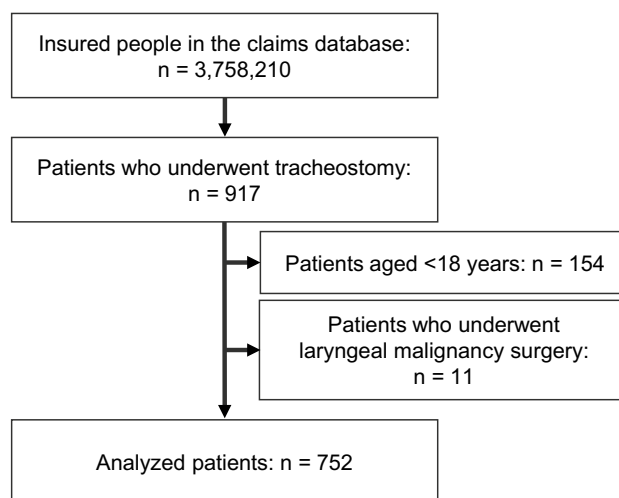 Insured people in the claims database:
n = 3,758,210
Patients who underwent tracheostomy:
n = 917
Patients aged <18 years: n = 154
Patients who underwent
laryngeal malignancy surgery:
n = 11
Analyzed patients: n = 752